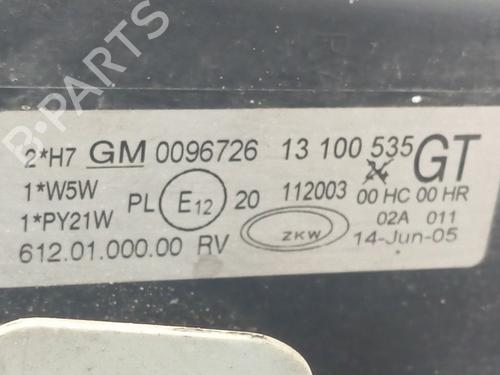 2*H7 GM 0096726 13 100 535 GT
1*W5W PL E12 20 112003 00 HC 00 HR
1*PY21W ZKW 02A 011
612.01.000.00 RV 14-Jun-05
B-PARTS